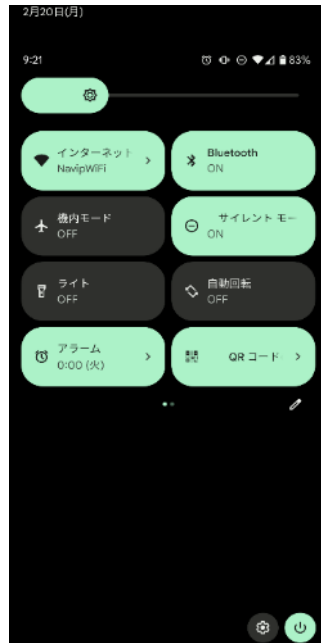 2月20日(月)
9:21 83%
インターネット
NavipWiFi
Bluetooth
ON
機内モード
OFF
サイレント モー
ON
ライト
OFF
自動回転
OFF
アラーム
0:00 (火)
QR コード